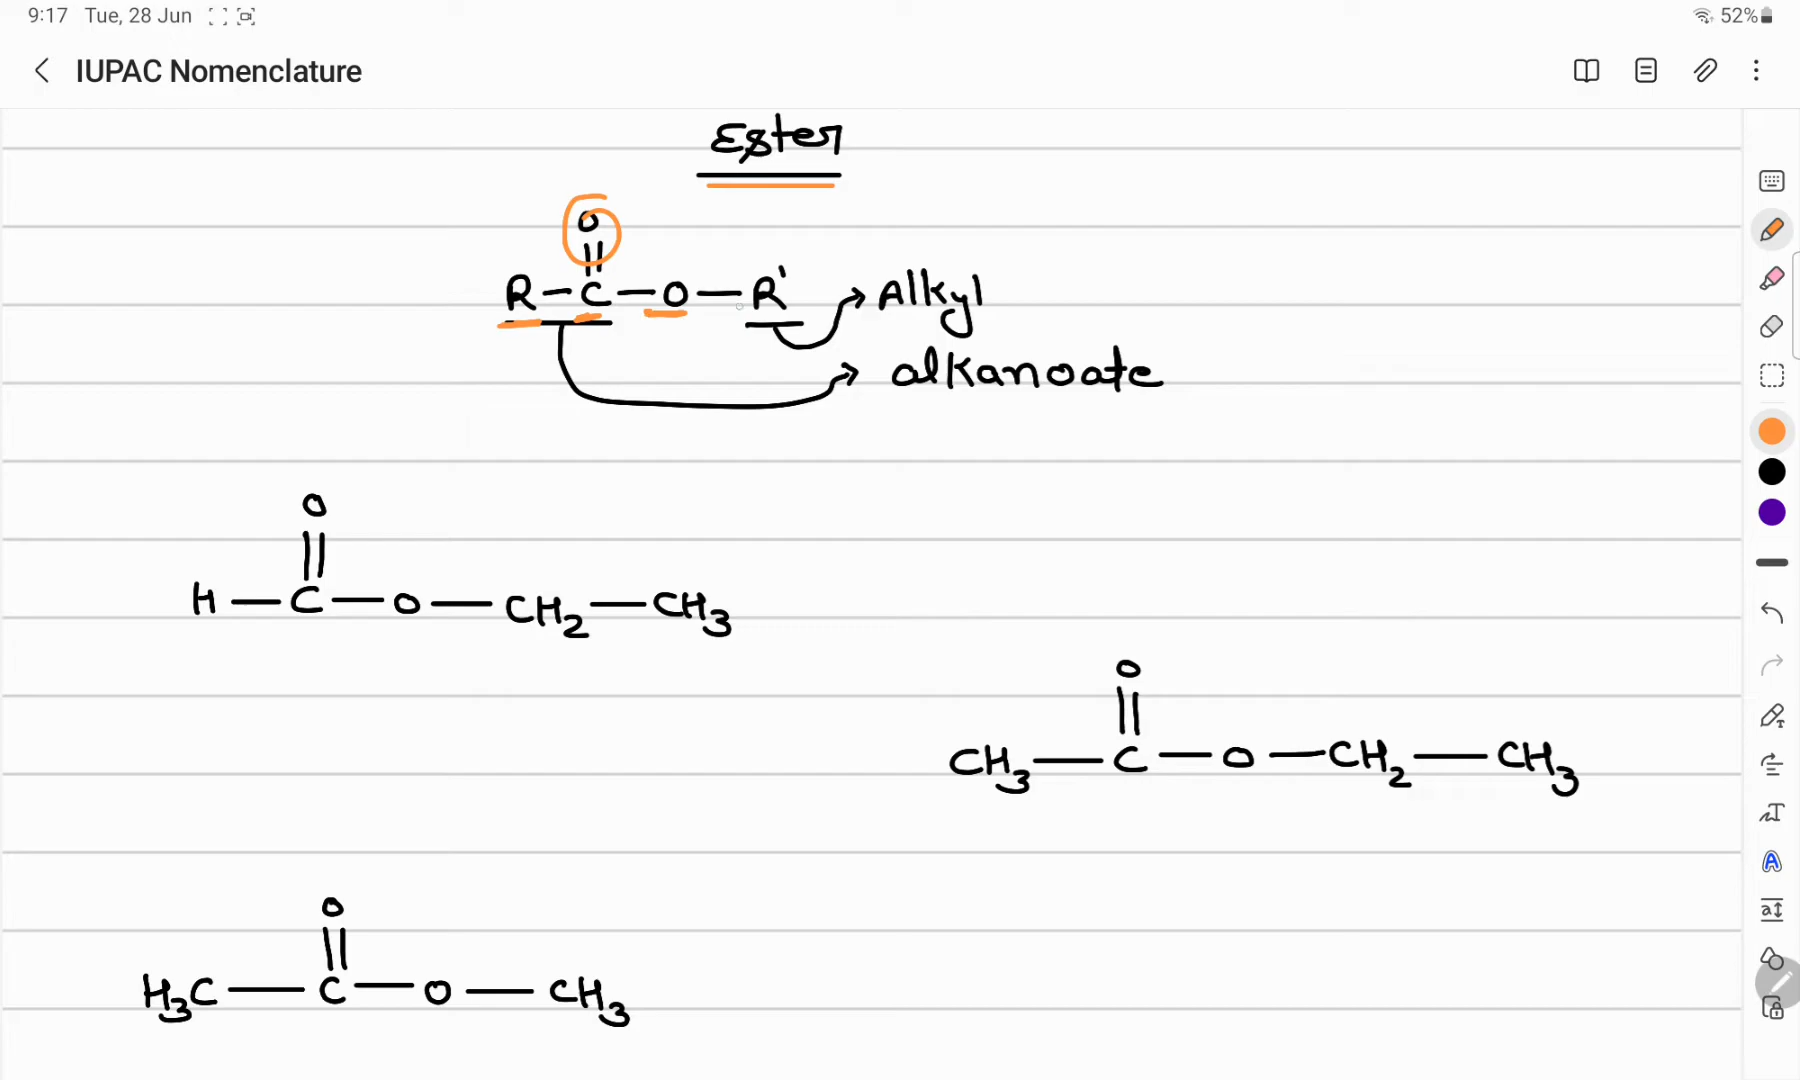 9:17 Tue, 28 Jun
52%
IUPAC Nomenclature
Ester
O
R-C-O-R' → Alkyl
→ alkanoate
O
H-C-O-CH₂-CH₃
O
CH₃-C-O-CH₂-CH₃
O
H₃C-C-O-CH₃